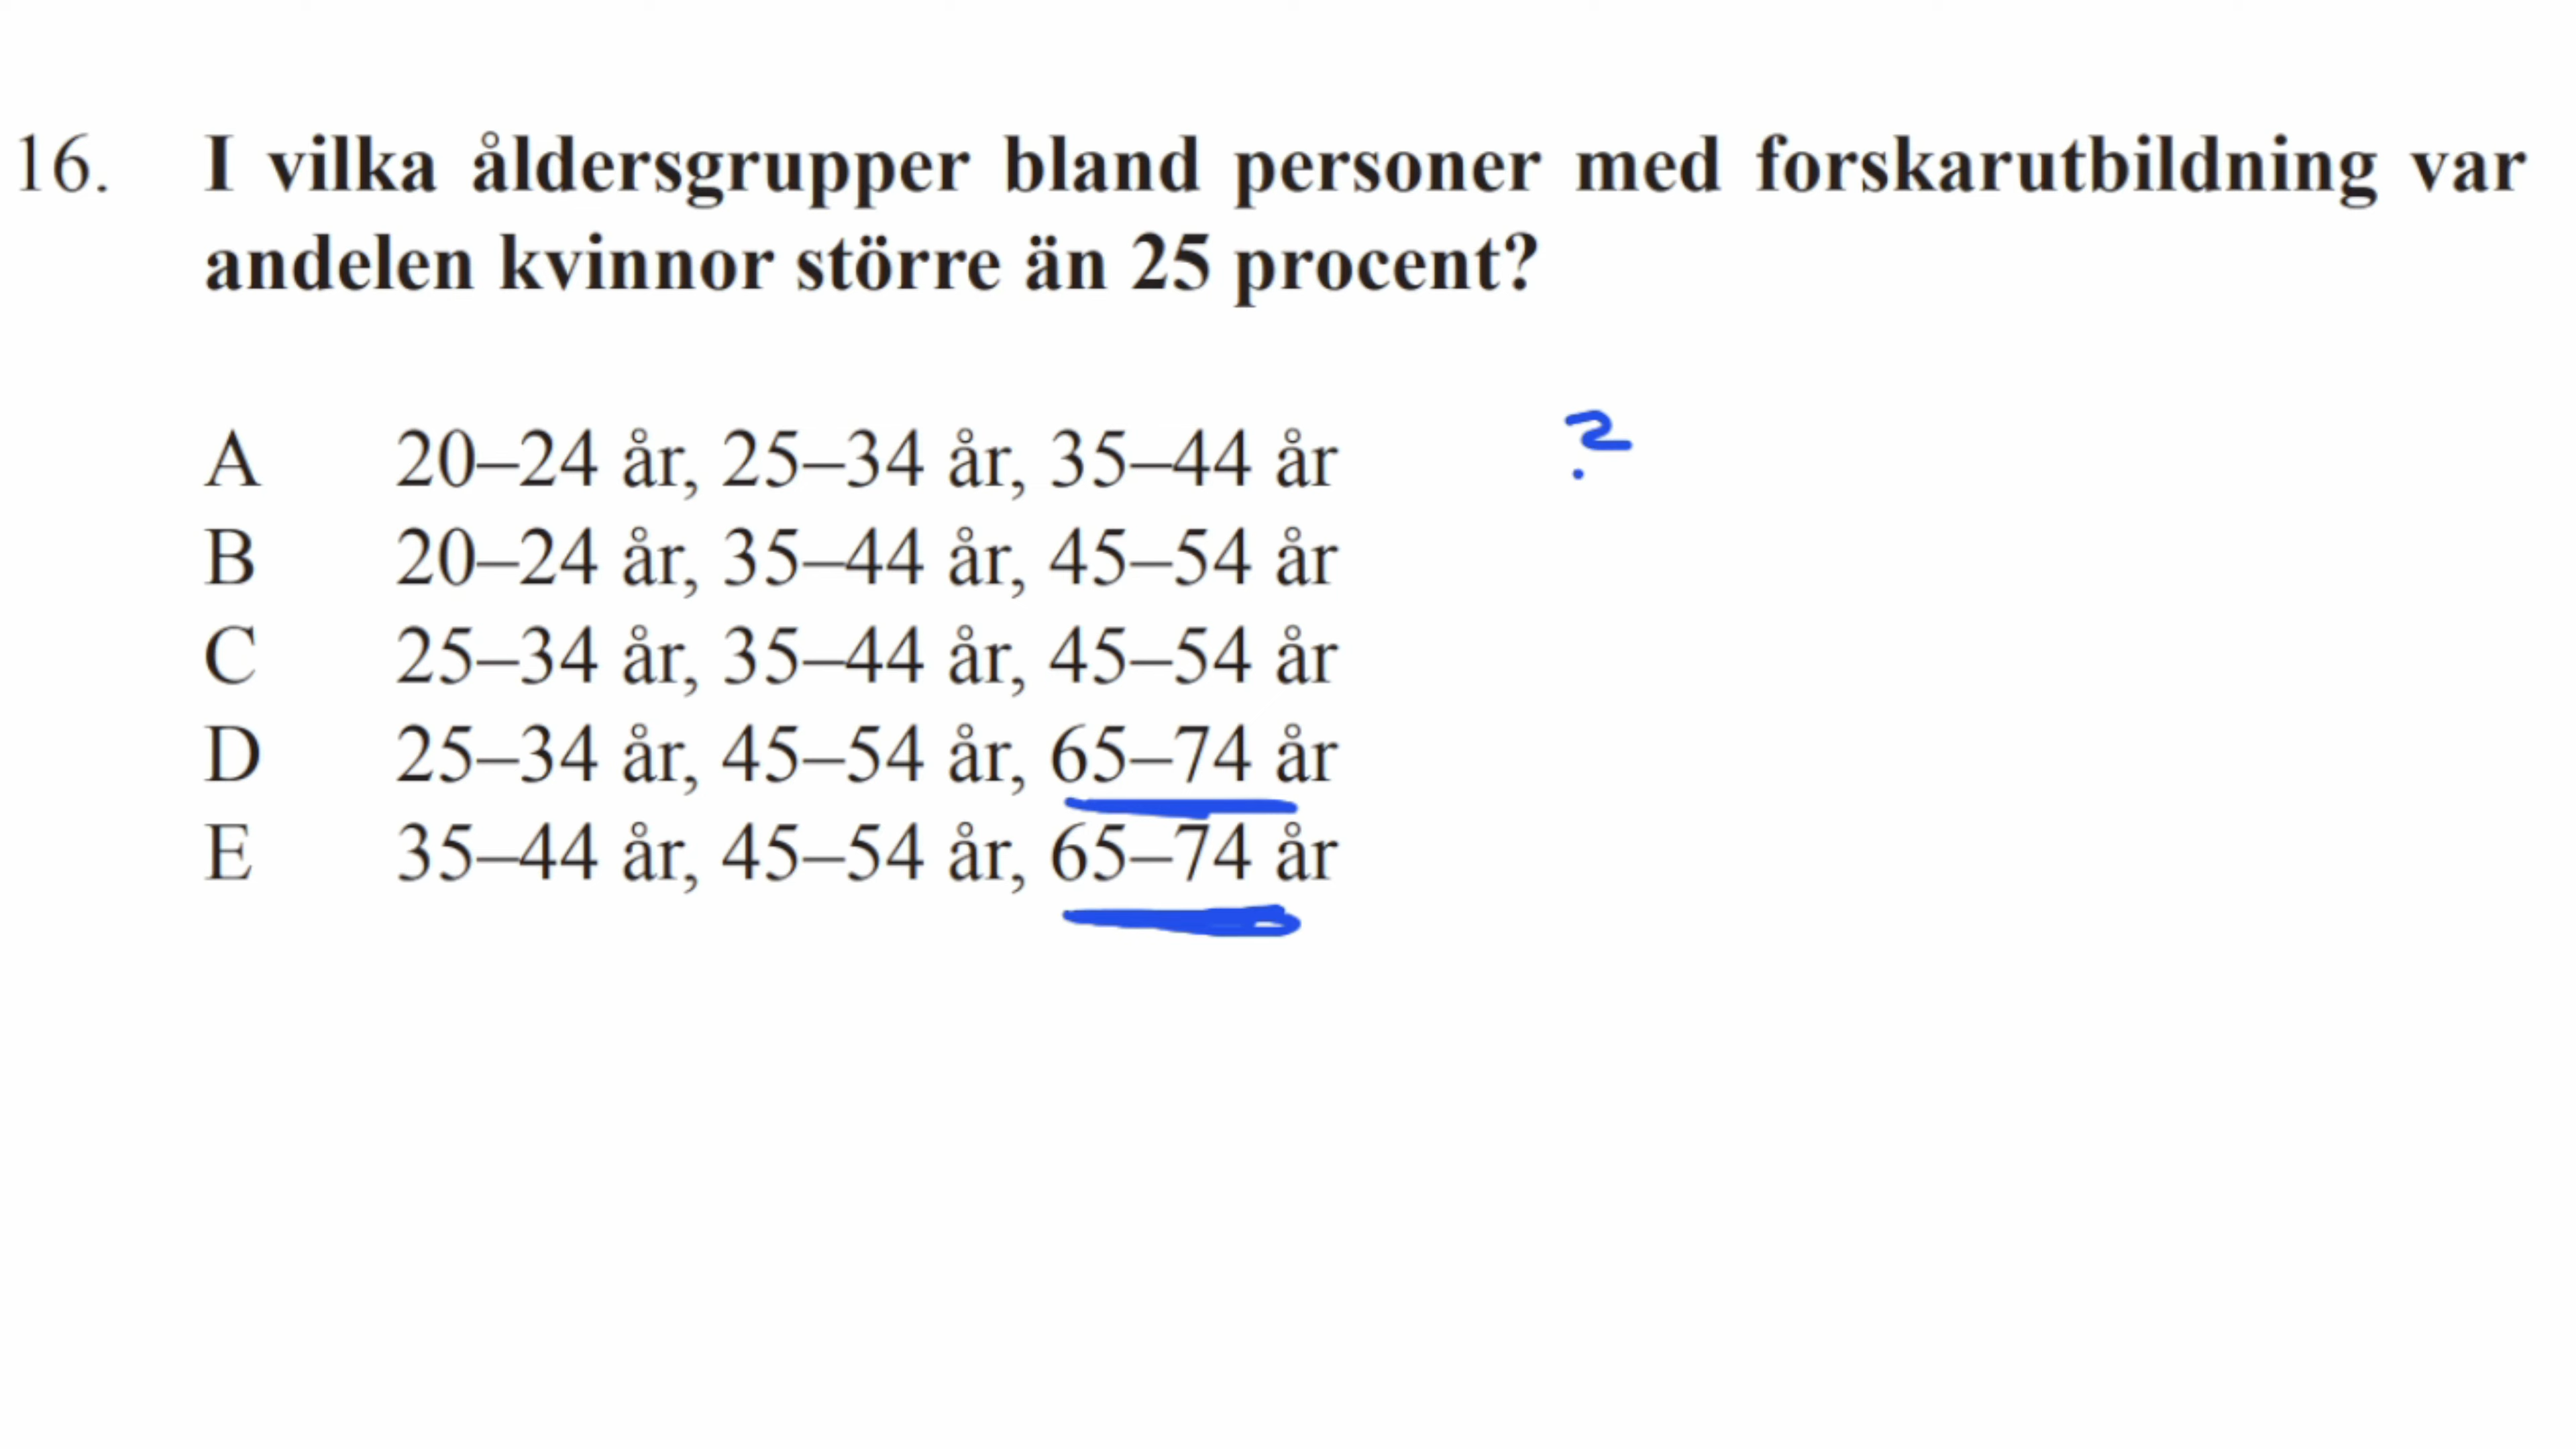 16. I vilka åldersgrupper bland personer med forskarutbildning var
andelen kvinnor större än 25 procent?
A 20–24 år, 25–34 år, 35–44 år ?
B 20–24 år, 35–44 år, 45–54 år
C 25–34 år, 35–44 år, 45–54 år
D 25–34 år, 45–54 år, 65–74 år
E 35–44 år, 45–54 år, 65–74 år